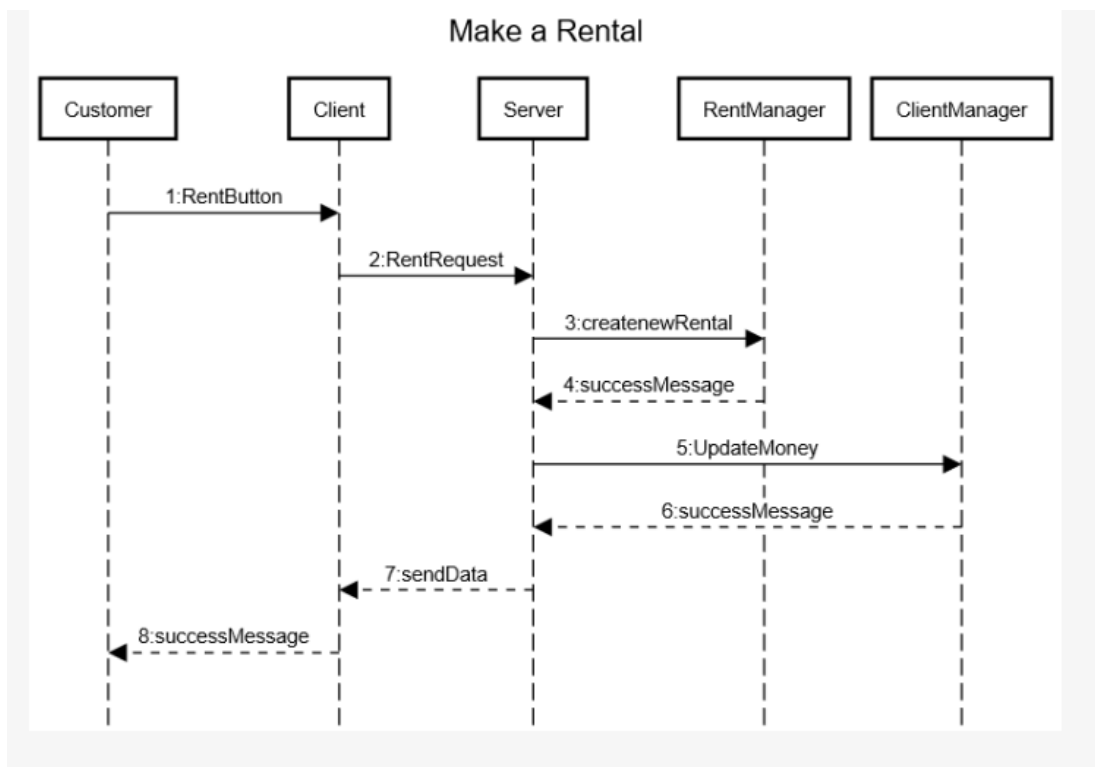 Make a Rental
Customer
Client
Server
RentManager
ClientManager
1:RentButton
2:RentRequest
3:createnewRental
4:successMessage
5:UpdateMoney
6:successMessage
7:sendData
8:successMessage